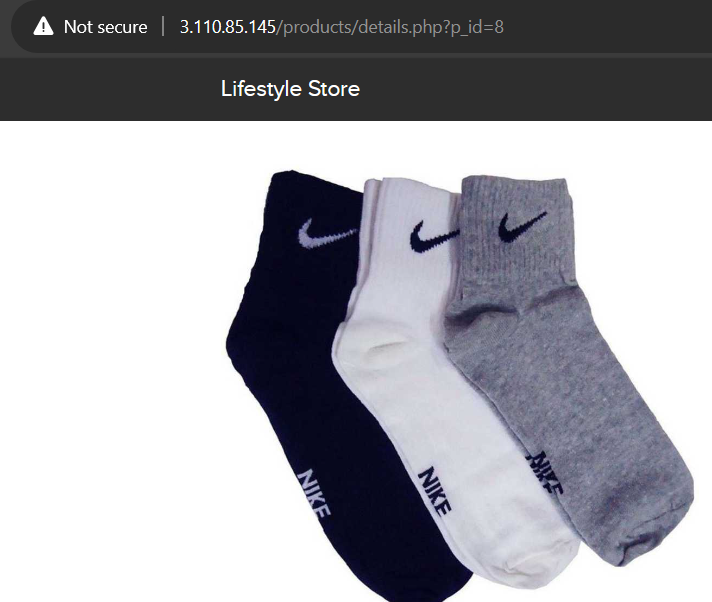 Not secure | 3.110.85.145/products/details.php?p_id=8
Lifestyle Store
NIKE
NIKE
NIKE